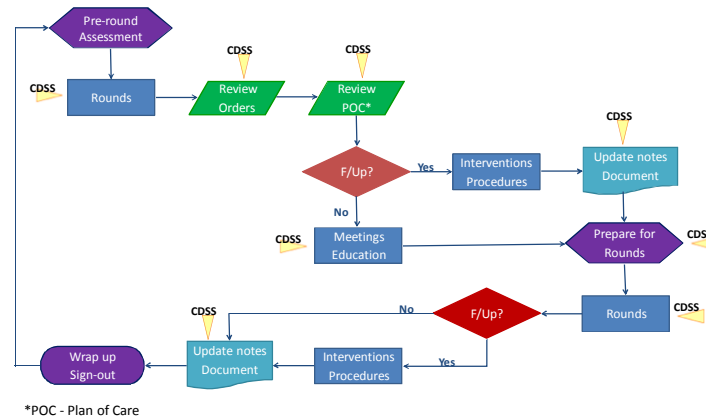 Pre-round
Assessment
CDSS
Rounds
CDSS
Review
Orders
CDSS
Review
POC*
F/Up?
Yes
Interventions
Procedures
CDSS
Update notes
Document
No
CDSS
Meetings
Education
Prepare for
Rounds
CDSS
Rounds
CDSS
F/Up?
No
Yes
Interventions
Procedures
CDSS
Update notes
Document
Wrap up
Sign-out
*POC - Plan of Care